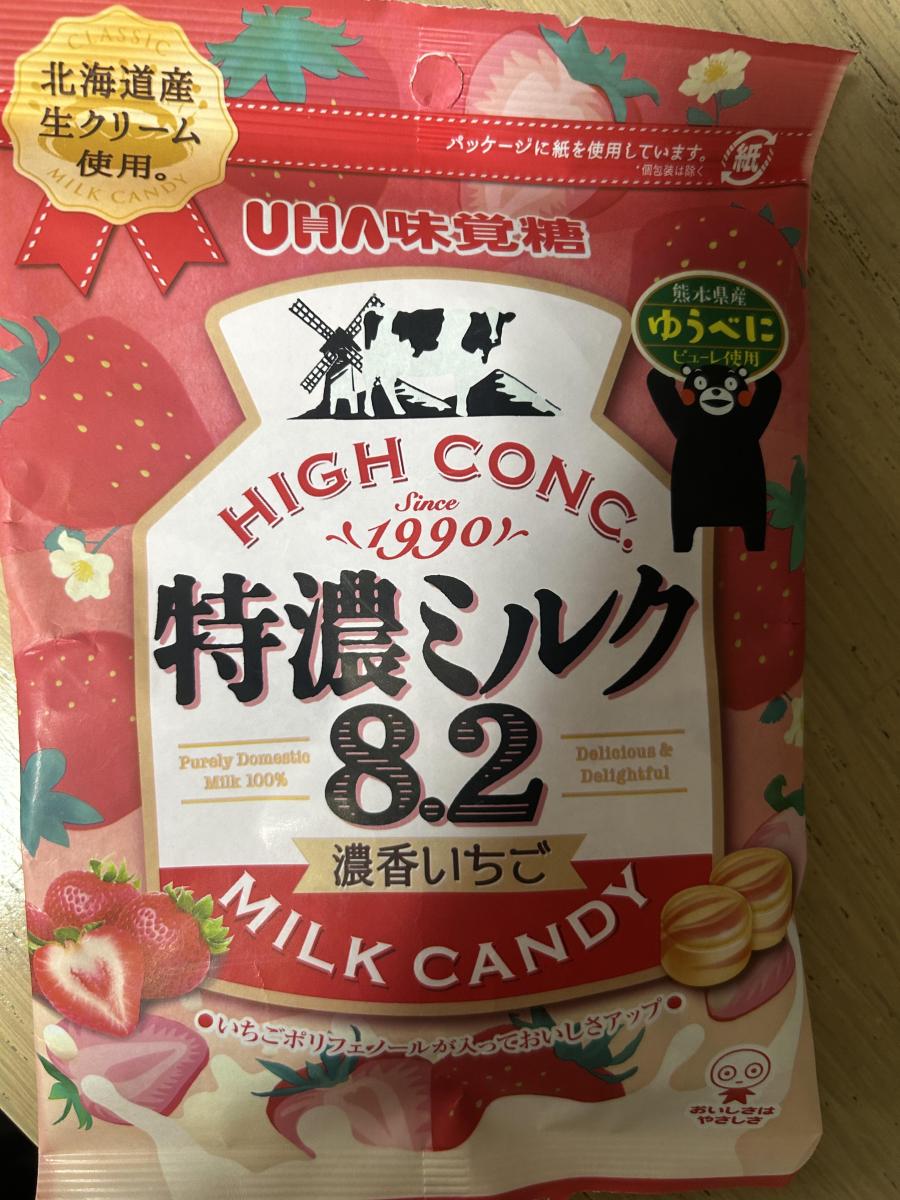 CLASSIC
北海道産
生クリーム
使用。
MILK CANDY
パッケージに紙を使用しています。
*個包装は除く
紙
UHA味覚糖
熊本県産
ゆうべに
ピューレ使用
HIGH CONC.
Since
1990
特濃ミルク
8.2
Purely Domestic
Milk 100%
Delicious &
Delightful
濃香いちご
MILK CANDY
●いちごポリフェノールが入っておいしさアップ●
おいしさは
やさしさ